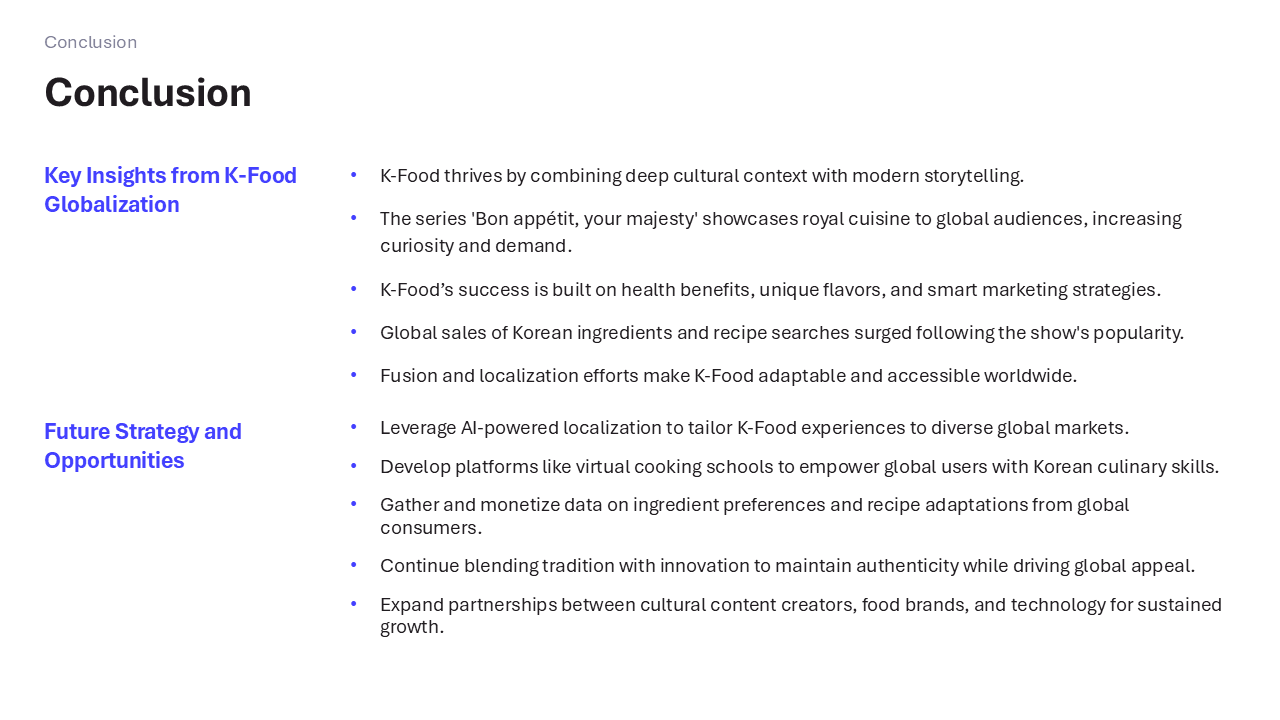 Conclusion
Conclusion
Key Insights from K-Food
Globalization
• K-Food thrives by combining deep cultural context with modern storytelling.
• The series 'Bon appétit, your majesty' showcases royal cuisine to global audiences, increasing
curiosity and demand.
• K-Food’s success is built on health benefits, unique flavors, and smart marketing strategies.
• Global sales of Korean ingredients and recipe searches surged following the show's popularity.
• Fusion and localization efforts make K-Food adaptable and accessible worldwide.
Future Strategy and
Opportunities
• Leverage AI-powered localization to tailor K-Food experiences to diverse global markets.
• Develop platforms like virtual cooking schools to empower global users with Korean culinary skills.
• Gather and monetize data on ingredient preferences and recipe adaptations from global
consumers.
• Continue blending tradition with innovation to maintain authenticity while driving global appeal.
• Expand partnerships between cultural content creators, food brands, and technology for sustained
growth.